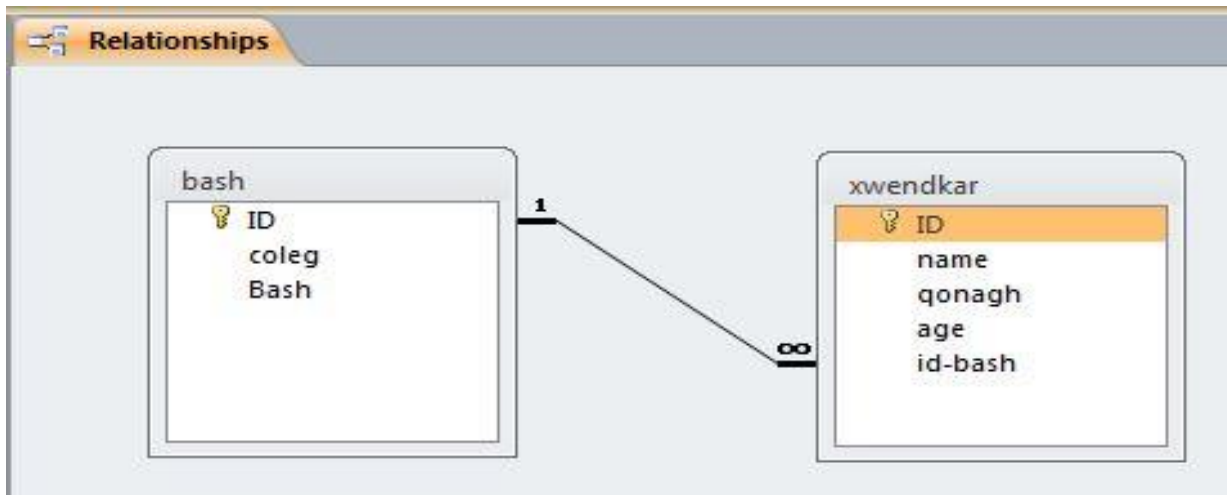 Relationships
bash
ID
coleg
Bash
1
∞
xwendkar
ID
name
qonagh
age
id-bash